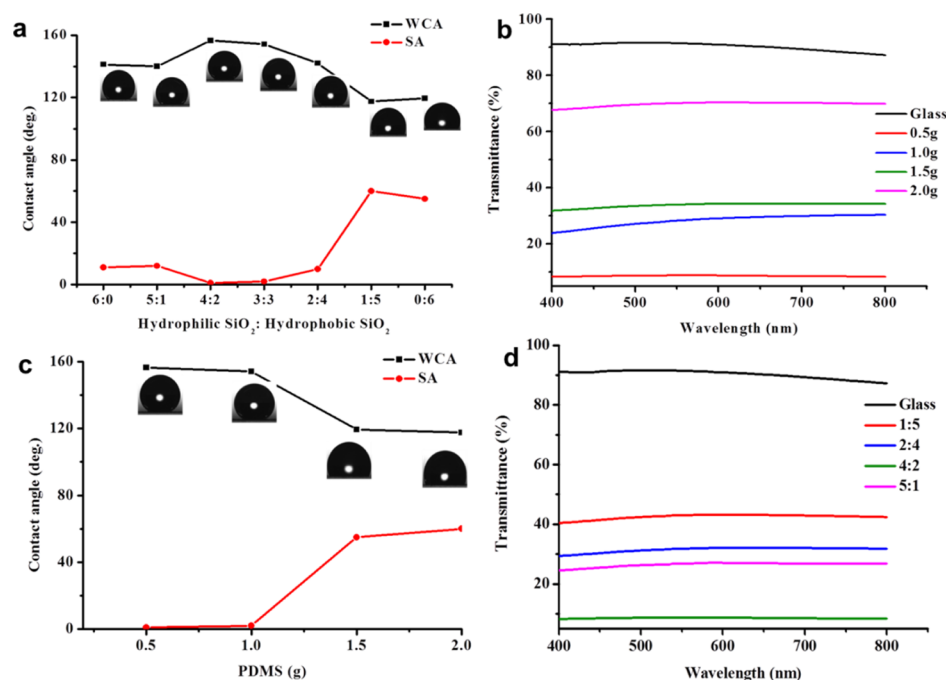 a
WCA
SA
160
120
80
40
0
Contact angle (deg.)
6:0 5:1 4:2 3:3 2:4 1:5 0:6
Hydrophilic SiO₂: Hydrophobic SiO₂
b
100
80
60
40
20
Transmittance (%)
Glass
0.5g
1.0g
1.5g
2.0g
400 500 600 700 800
Wavelength (nm)
c
WCA
SA
160
120
80
40
0
Contact angle (deg.)
0.5 1.0 1.5 2.0
PDMS (g)
d
100
80
60
40
20
Transmittance (%)
Glass
1:5
2:4
4:2
5:1
400 500 600 700 800
Wavelength (nm)